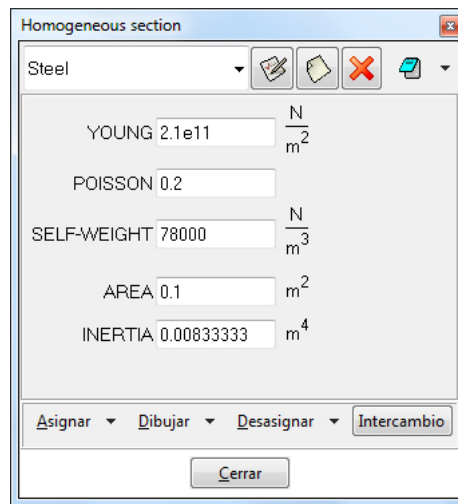 Homogeneous section
Steel
YOUNG 2.1e11 N/m²
POISSON 0.2
SELF-WEIGHT 78000 N/m³
AREA 0.1 m²
INERTIA 0.00833333 m⁴
Asignar Dibujar Desasignar Intercambio
Cerrar